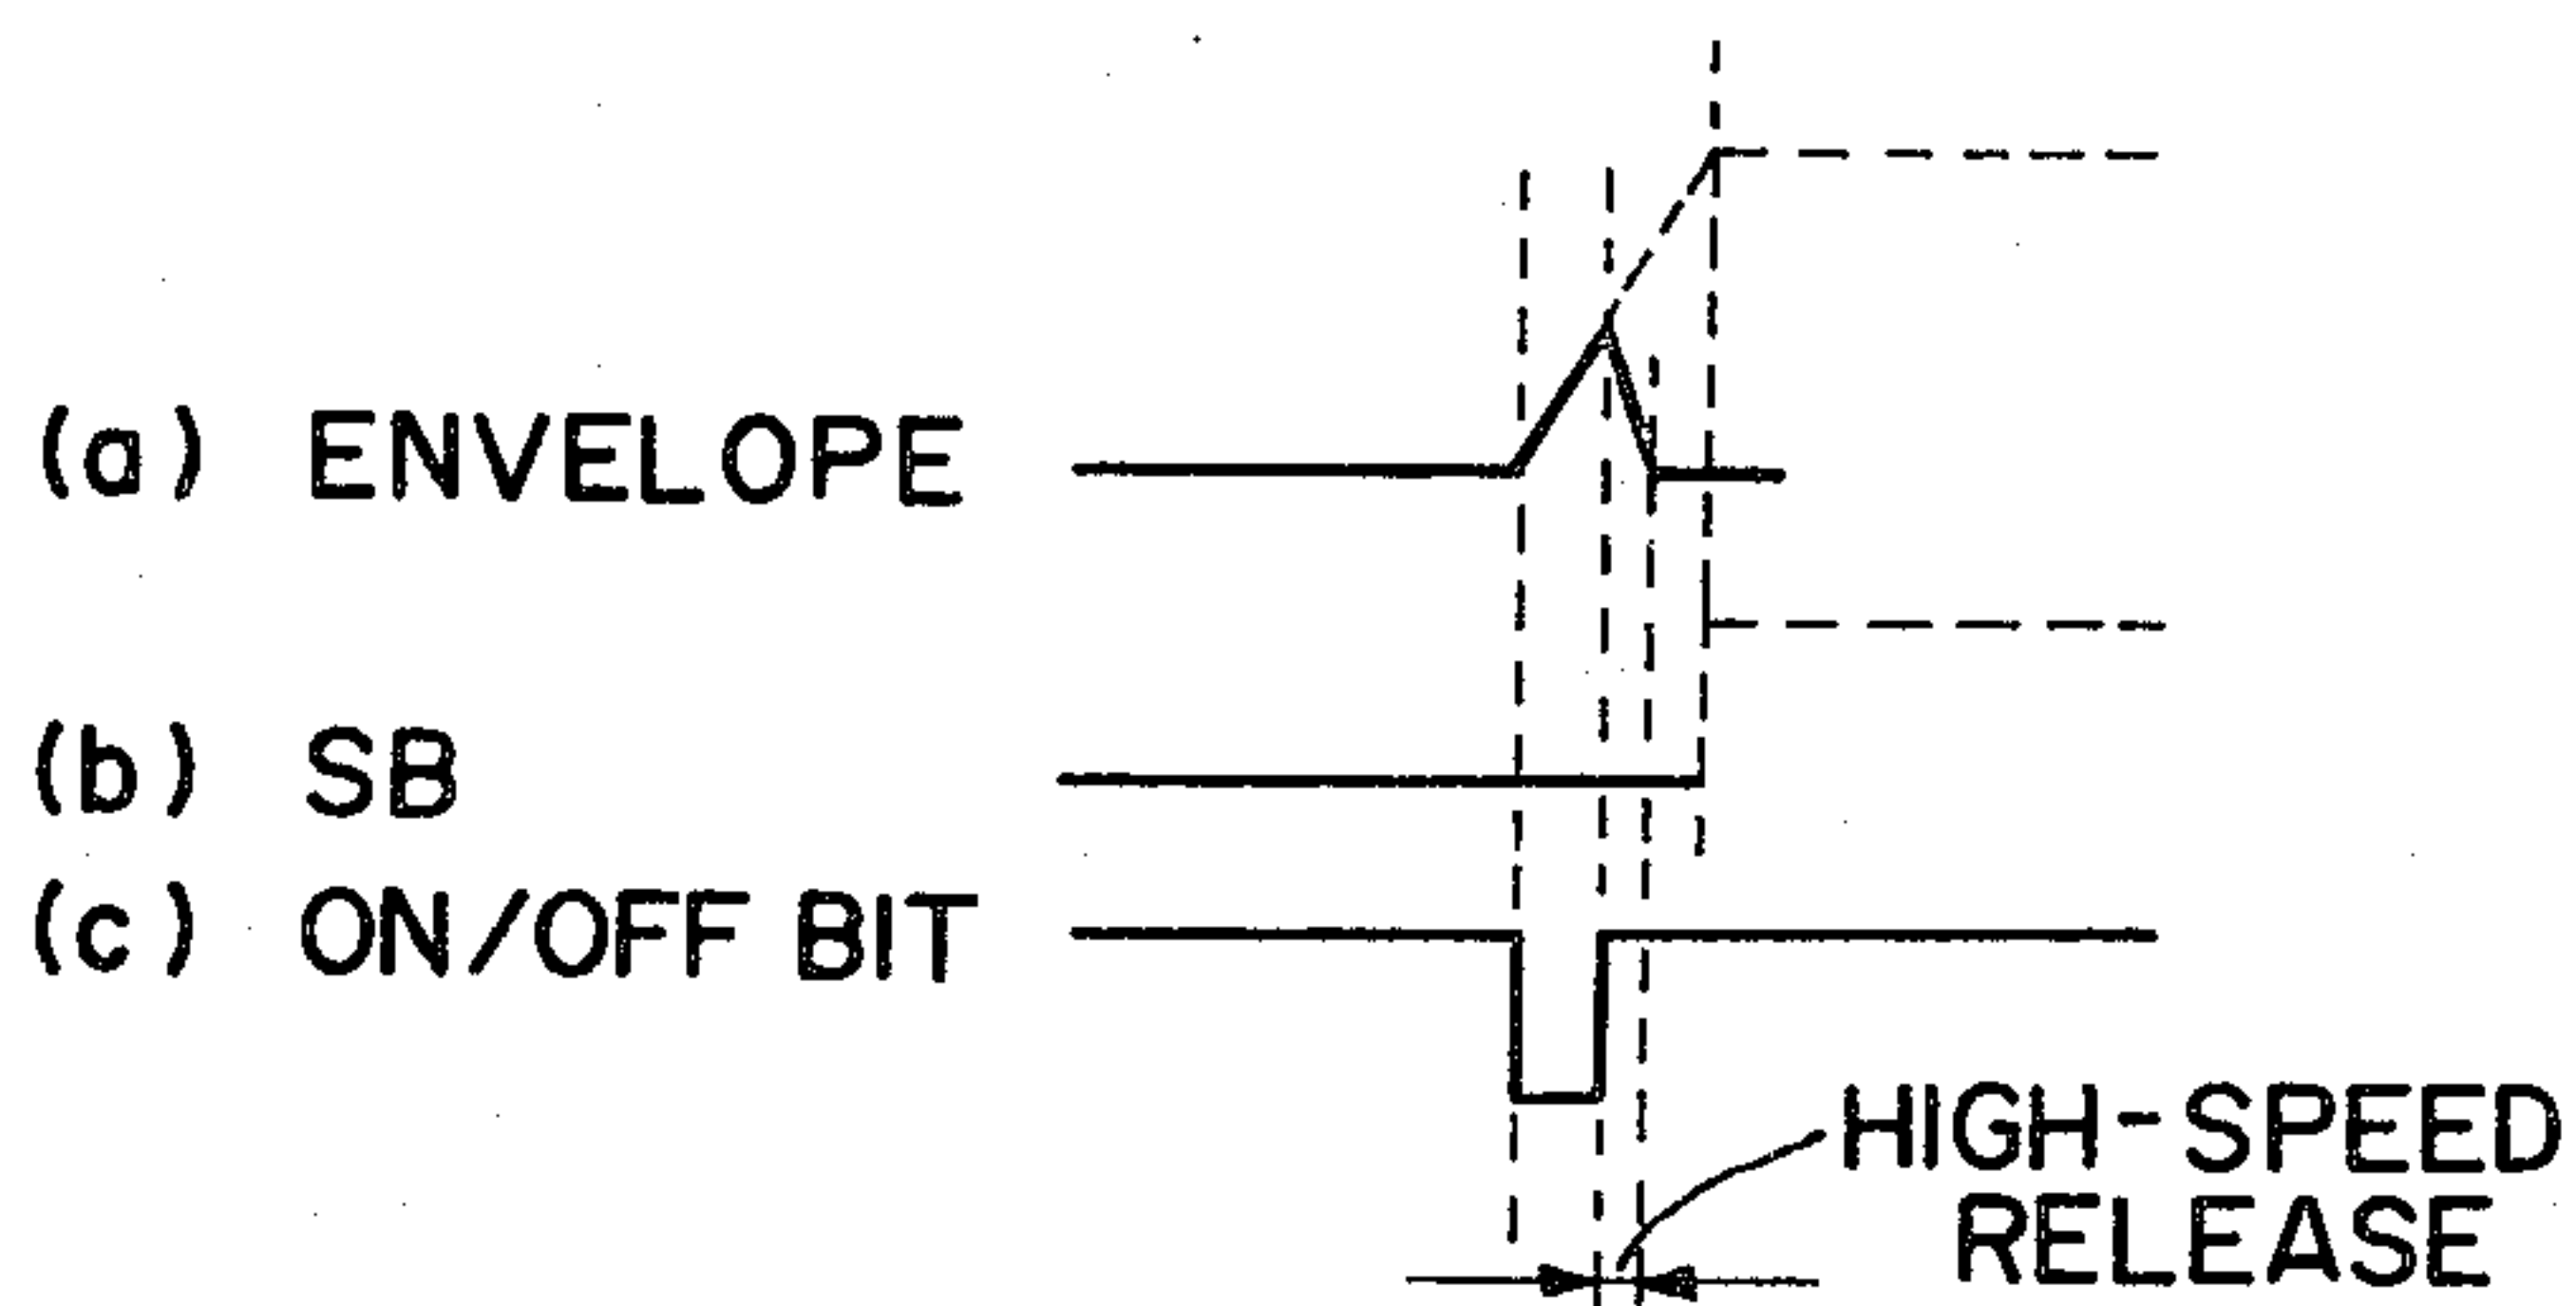 (a) ENVELOPE
(b) SB
(c) ON/OFF BIT
HIGH-SPEED
RELEASE